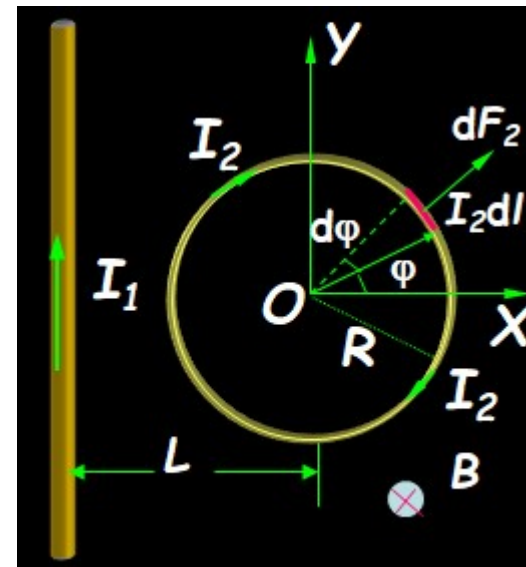 Y
dF₂
I₂
I₂dl
dφ
φ
I₁
O
X
R
I₂
L
B